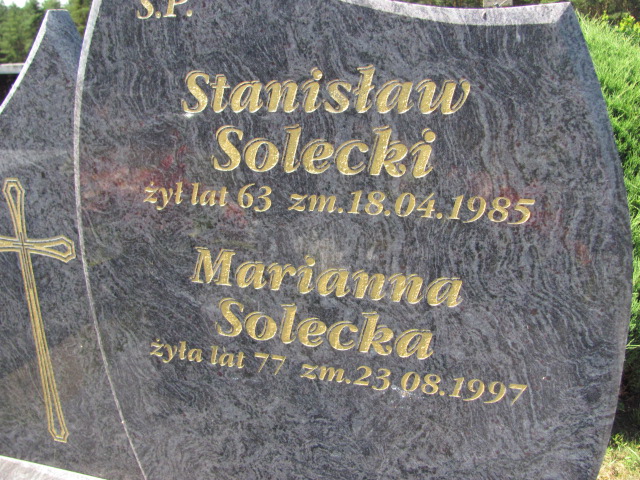 Ś.P.
Stanisław
Solecki
żył lat 63 zm.18.04.1985
Marianna
Solecka
żyła lat 77 zm.23.08.1997